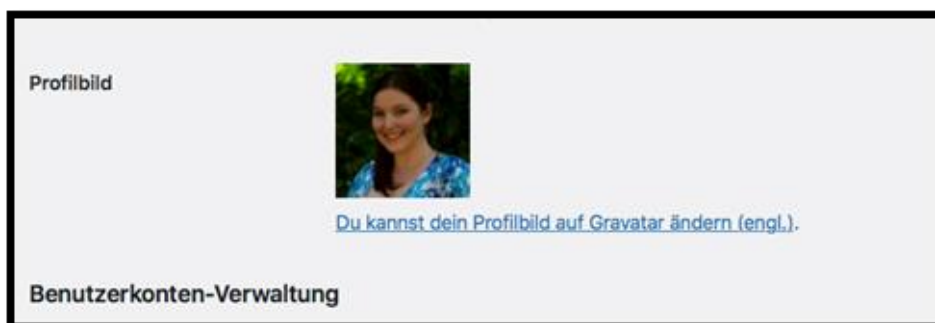 Profilbild
Du kannst dein Profilbild auf Gravatar ändern (engl.).
Benutzerkonten-Verwaltung